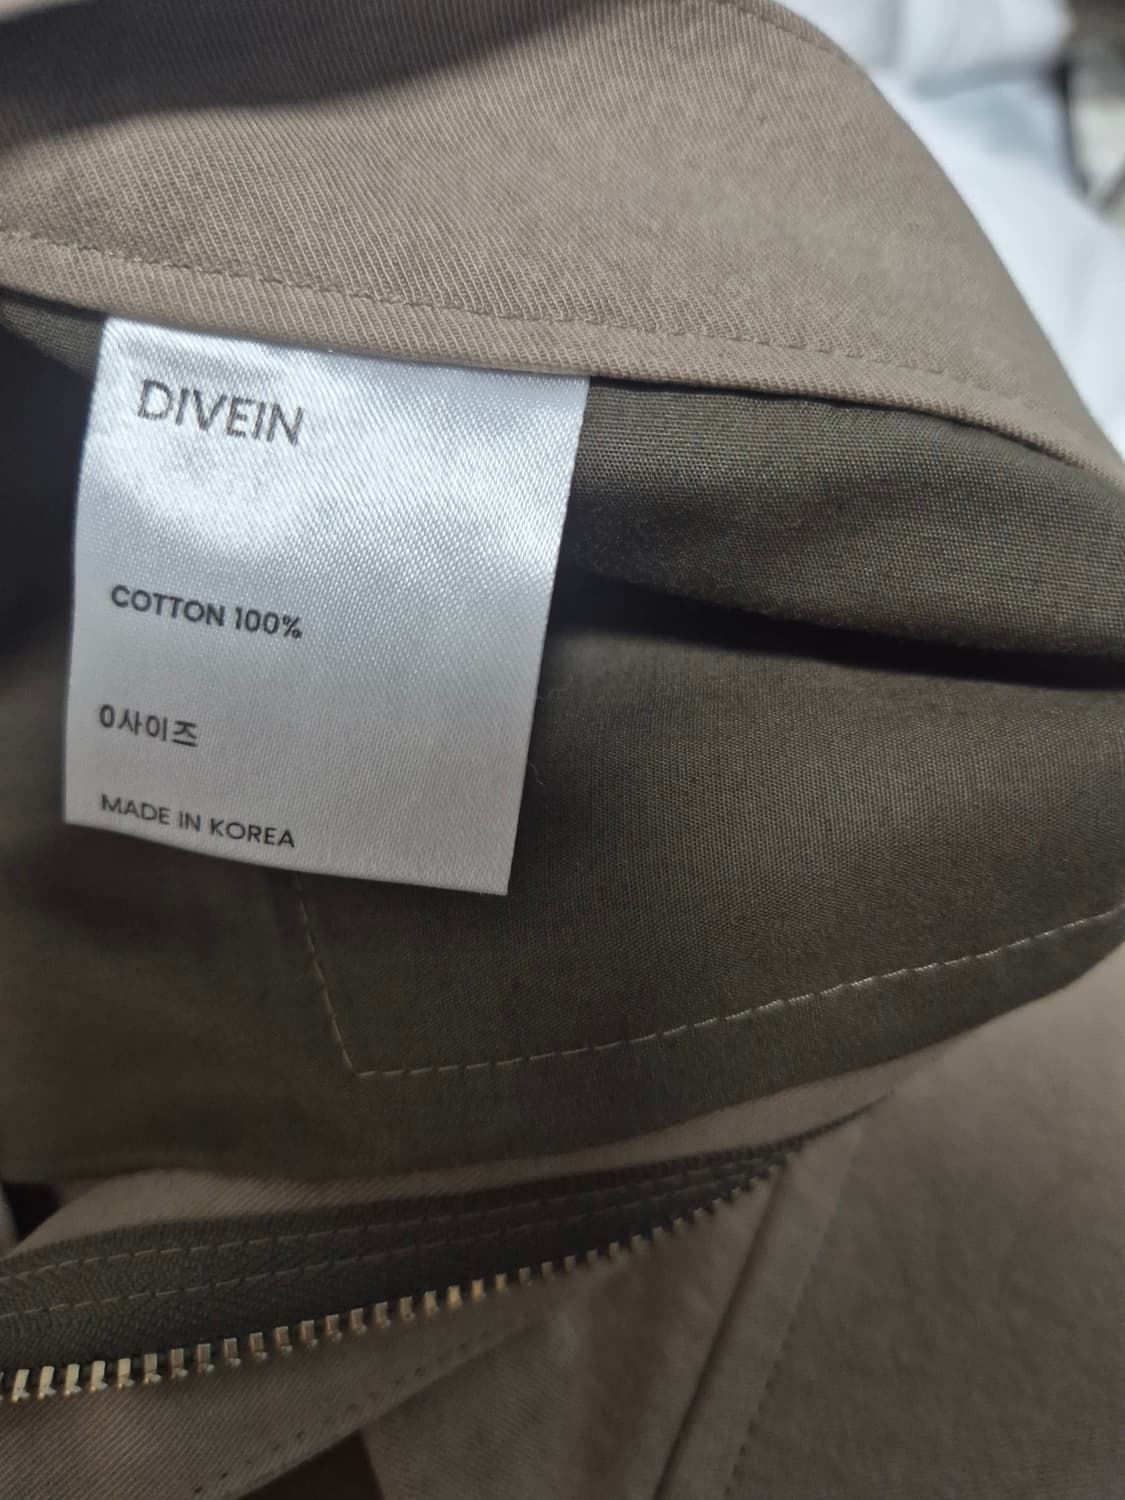 DIVEIN
COTTON 100%
0사이즈
MADE IN KOREA